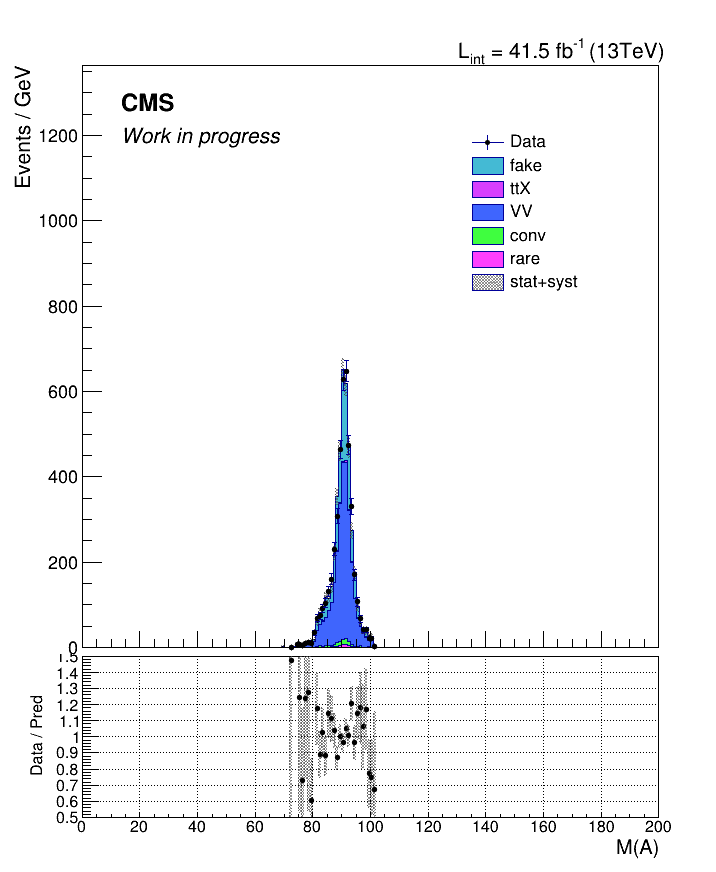 L_int = 41.5 fb^-1 (13TeV)
Events / GeV
CMS
Work in progress
Data
fake
ttX
VV
conv
rare
stat+syst
1200
1000
800
600
400
200
0
1.5
1.4
1.3
1.2
1.1
1
0.9
0.8
0.7
0.6
0.5
Data / Pred
0 20 40 60 80 100 120 140 160 180 200
M(A)